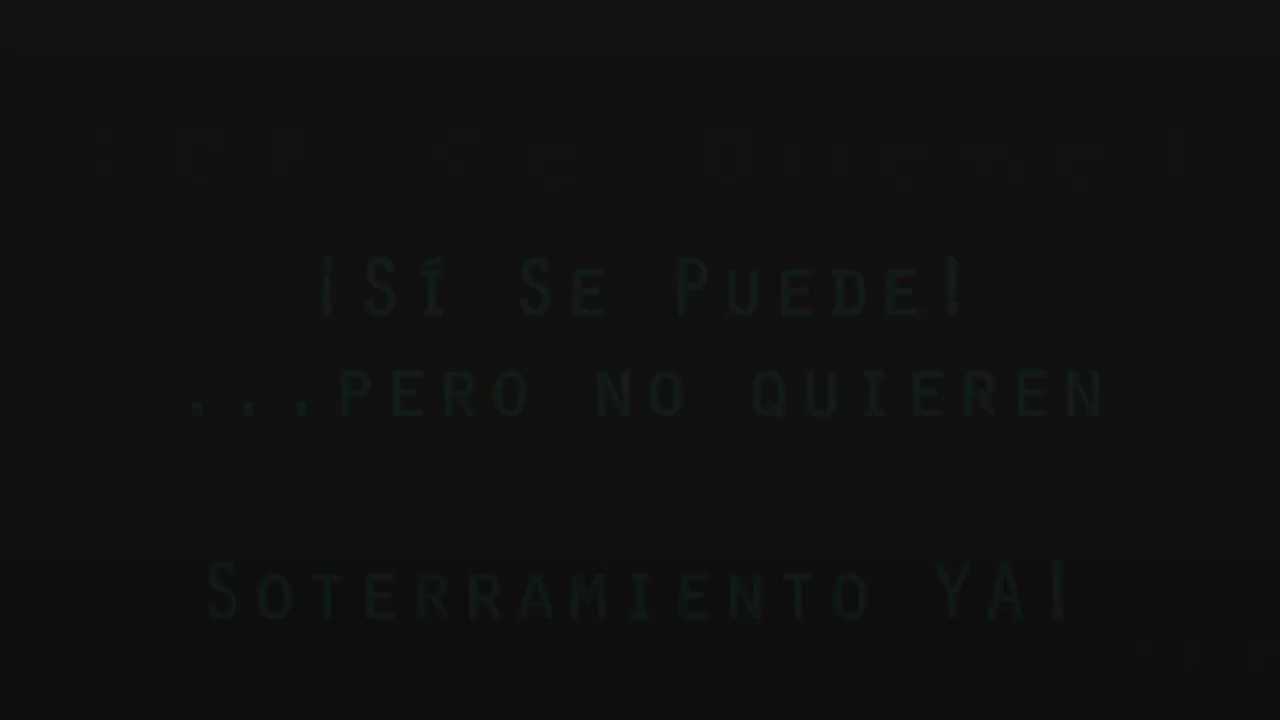 ¡Sí Se Puede!
...PERO NO QUIEREN
SOTERRAMIENTO YA!